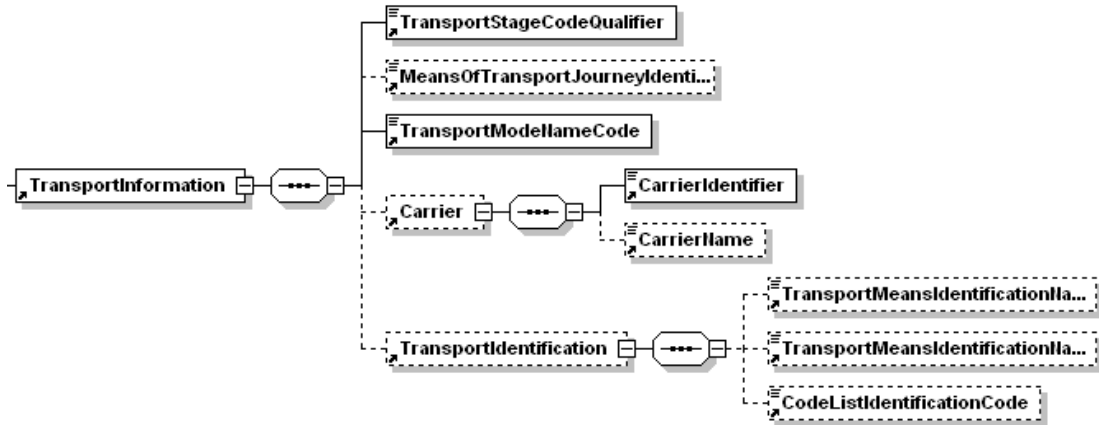 TransportStageCodeQualifier
MeansOfTransportJourneyIdenti...
TransportModeNameCode
TransportInformation
Carrier
CarrierIdentifier
CarrierName
TransportMeansIdentificationNa...
TransportIdentification
TransportMeansIdentificationNa...
CodeListIdentificationCode